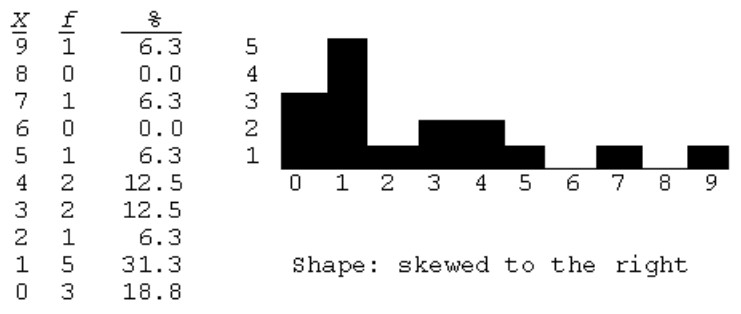 X f %
9 1 6.3
8 0 0.0
7 1 6.3
6 0 0.0
5 1 6.3
4 2 12.5
3 2 12.5
2 1 6.3
1 5 31.3
0 3 18.8
5
4
3
2
1
0 1 2 3 4 5 6 7 8 9
Shape: skewed to the right